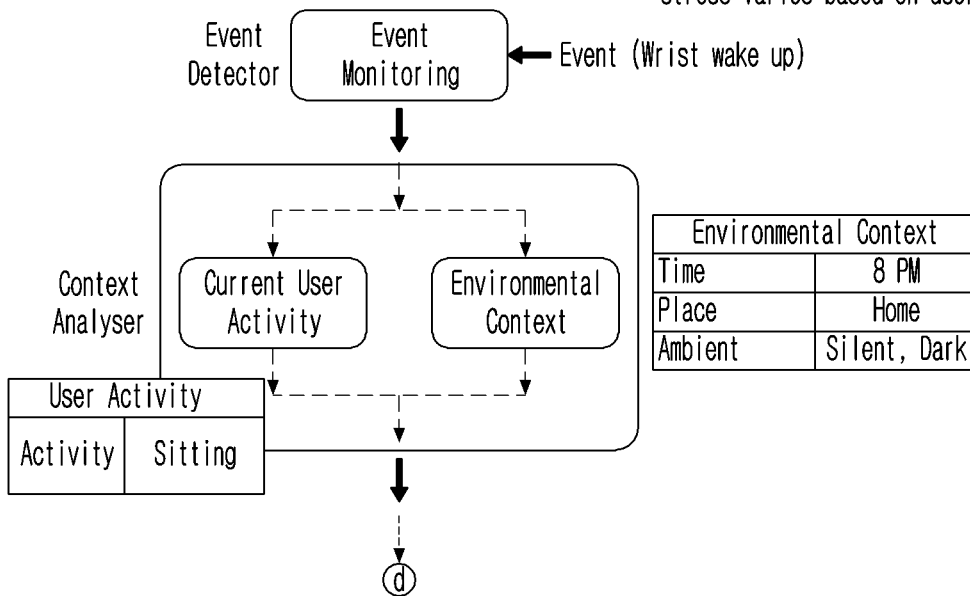 Event
Detector
Event
Monitoring
Event (Wrist wake up)
Context
Analyser
Current User
Activity
Environmental
Context
Environmental Context
Time 8 PM
Place Home
Ambient Silent, Dark
User Activity
Activity Sitting
d